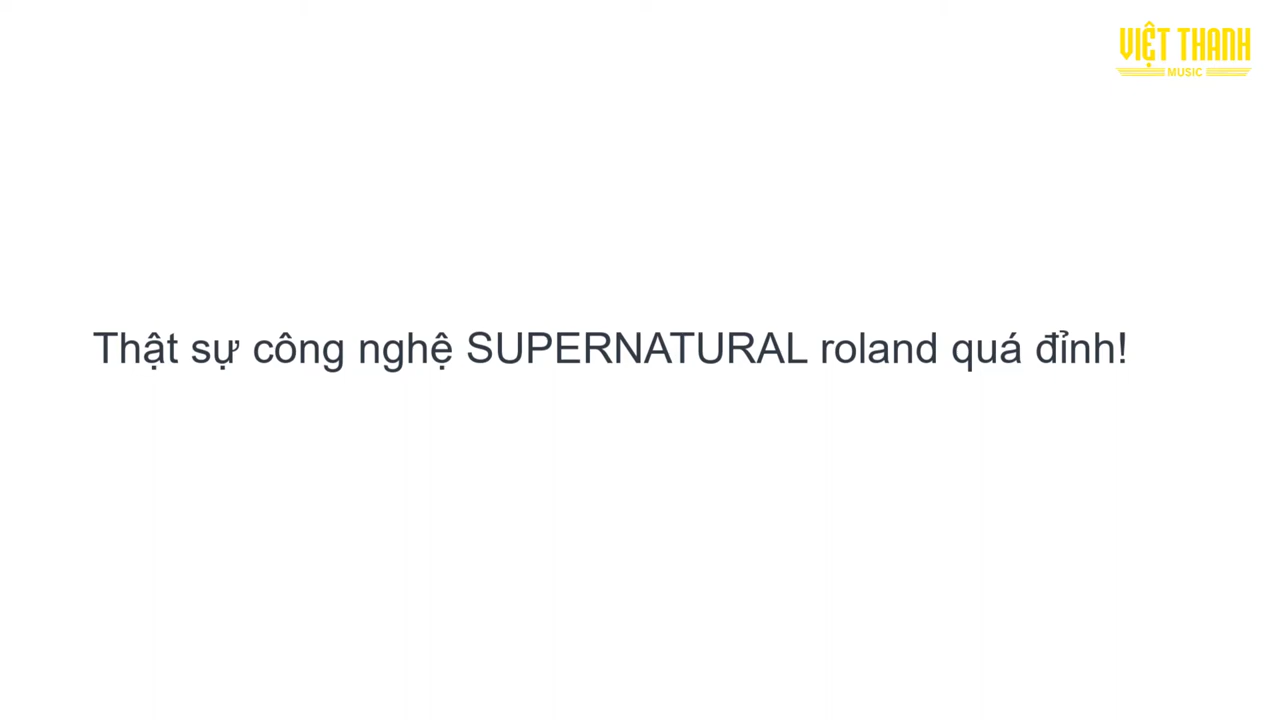 VIỆT THANH
MUSIC
Thật sự công nghệ SUPERNATURAL roland quá đỉnh!